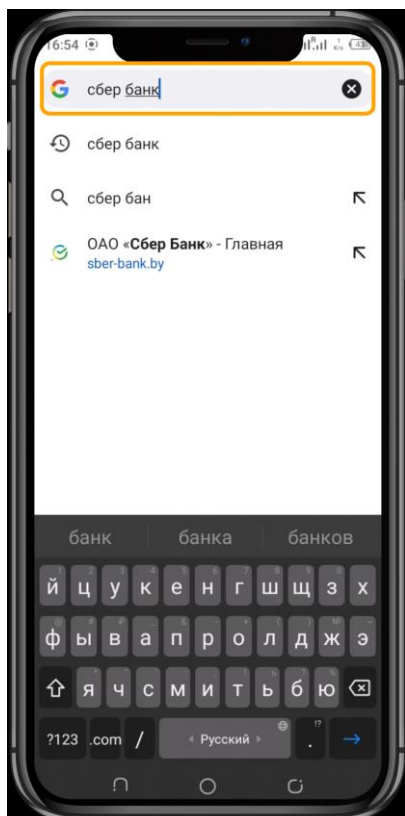 16:54
сбер банк
сбер банк
сбер бан
ОАО «Сбер Банк» - Главная
sber-bank.by
банк банка банков
й ц у к е н г ш щ з х
ф ы в а п р о л д ж э
я ч с м и т ь б ю
?123 .com / Русский .